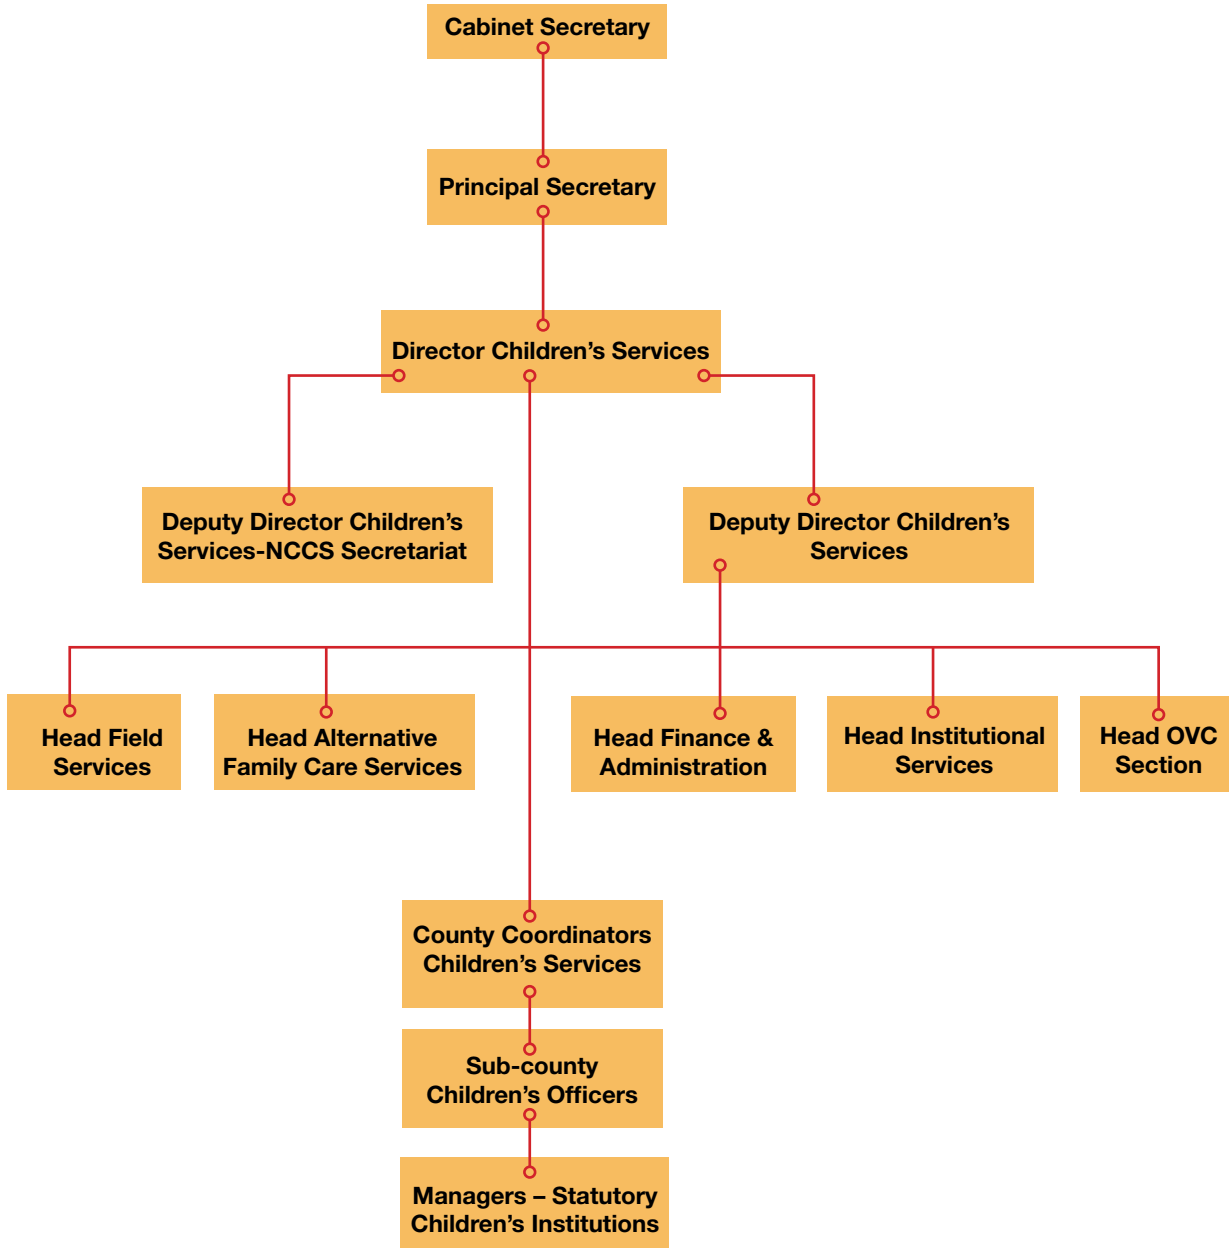 Cabinet Secretary
Principal Secretary
Director Children’s Services
Deputy Director Children’s
Services-NCCS Secretariat
Deputy Director Children’s
Services
Head Field
Services
Head Alternative
Family Care Services
Head Finance &
Administration
Head Institutional
Services
Head OVC
Section
County Coordinators
Children’s Services
Sub-county
Children’s Officers
Managers – Statutory
Children’s Institutions